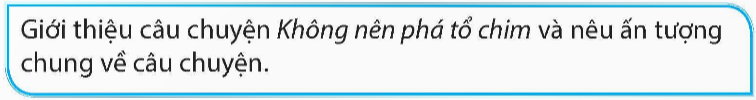 Giới thiệu câu chuyện Không nên phá tổ chim và nêu ấn tượng
chung về câu chuyện.